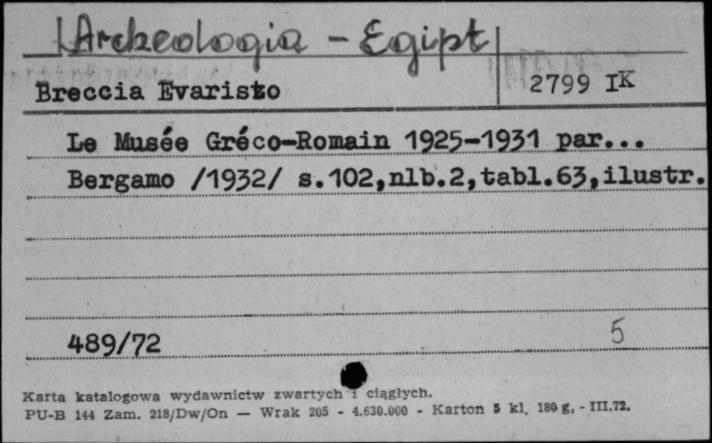 Archeologia - Egipt
Breccia Evaristo
2799 IK
Le Musée Gréco-Romain 1925-1931 par...
Bergamo /1932/ s.102,nlb.2,tabl.63,ilustr.
489/72
5
Karta katalogowa wydawnictw zwartych i ciągłych.
PU-B 144 Zam. 218/Dw/On — Wrak 205 - 4.630.000 - Karton 5 kl. 180 g, - III.72.